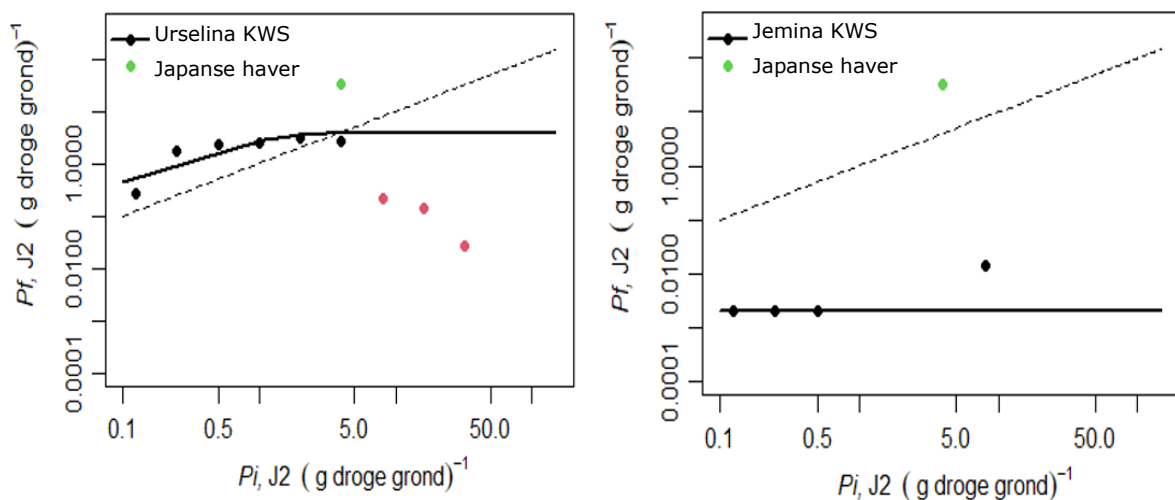 Urselina KWS
Japanse haver
Pf, J2 ( g droge grond)⁻¹
1.0000
0.0100
0.0001
0.1 0.5 5.0 50.0
Pi, J2 ( g droge grond)⁻¹
Jemina KWS
Japanse haver
Pf, J2 ( g droge grond)⁻¹
1.0000
0.0100
0.0001
0.1 0.5 5.0 50.0
Pi, J2 ( g droge grond)⁻¹